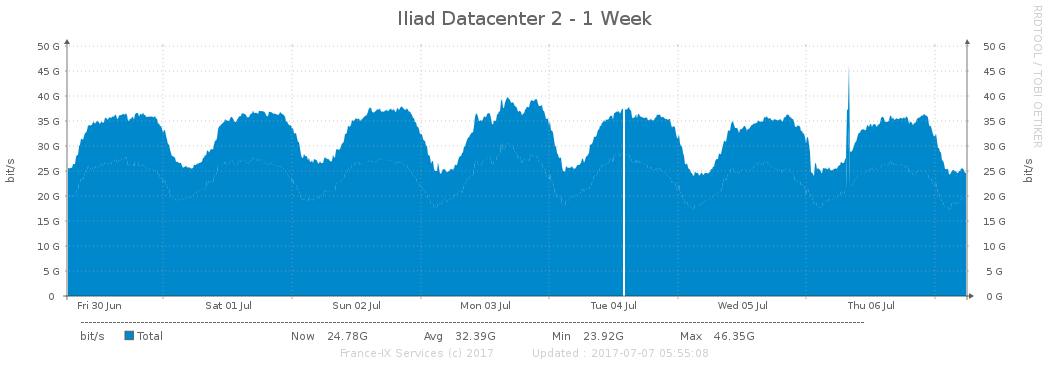 Iliad Datacenter 2 - 1 Week
RRDTOOL / TOBI OETIKER
bit/s
50 G 50 G
45 G 45 G
40 G 40 G
35 G 35 G
30 G 30 G
25 G 25 G
20 G 20 G
15 G 15 G
10 G 10 G
5 G 5 G
0 0 G
bit/s
Fri 30 Jun Sat 01 Jul Sun 02 Jul Mon 03 Jul Tue 04 Jul Wed 05 Jul Thu 06 Jul
bit/s Total Now 24.78G Avg 32.39G Min 23.92G Max 46.35G
France-IX Services (c) 2017 Updated : 2017-07-07 05:55:08